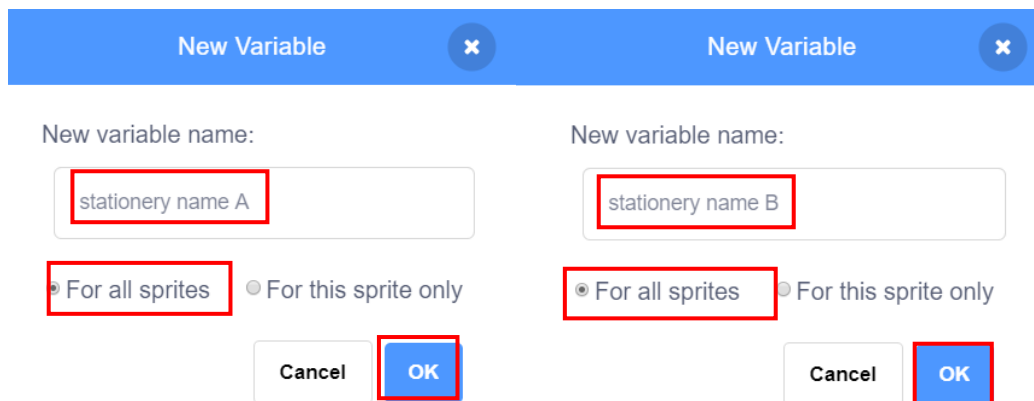 New Variable
New variable name:
stationery name A
For all sprites For this sprite only
Cancel OK
New Variable
New variable name:
stationery name B
For all sprites For this sprite only
Cancel OK